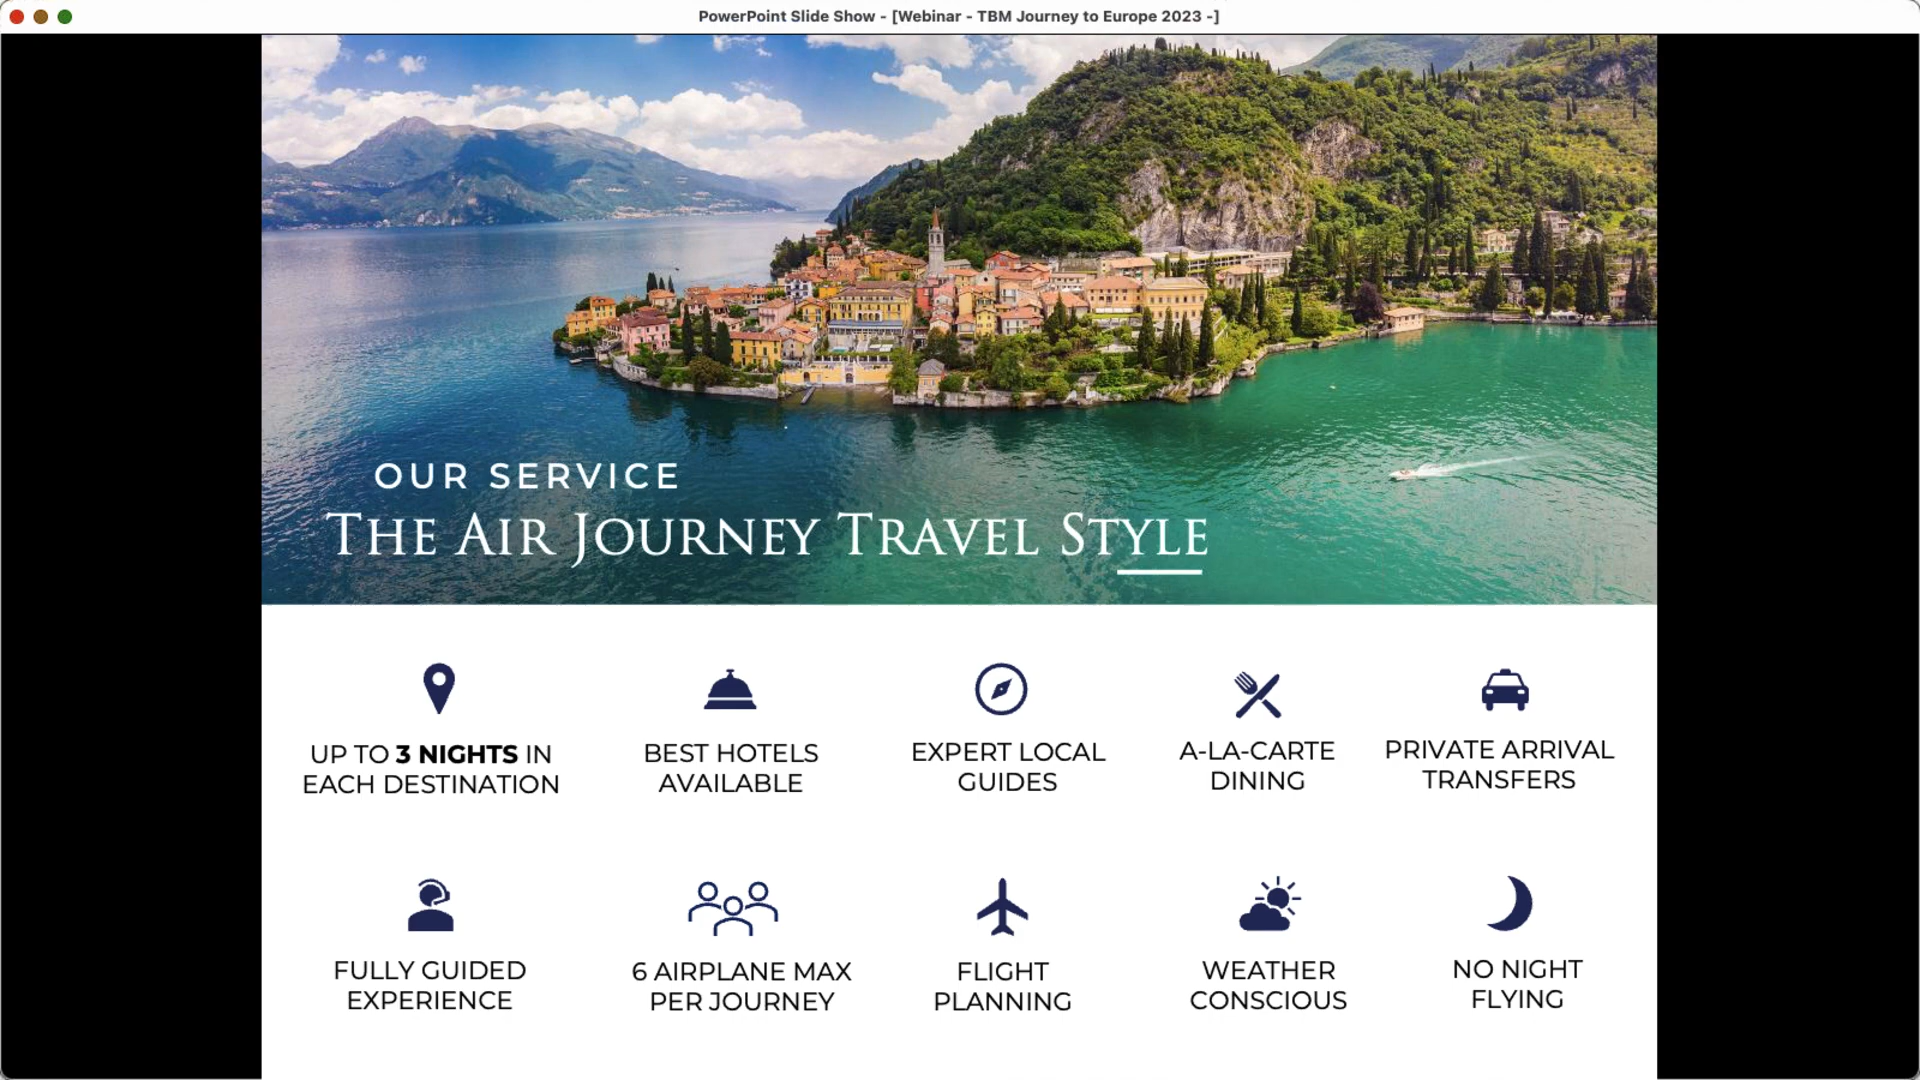 PowerPoint Slide Show - [Webinar - TBM Journey to Europe 2023 -]
OUR SERVICE
The Air Journey Travel Style
UP TO 3 NIGHTS IN
EACH DESTINATION
BEST HOTELS
AVAILABLE
EXPERT LOCAL
GUIDES
A-LA-CARTE
DINING
PRIVATE ARRIVAL
TRANSFERS
FULLY GUIDED
EXPERIENCE
6 AIRPLANE MAX
PER JOURNEY
FLIGHT
PLANNING
WEATHER
CONSCIOUS
NO NIGHT
FLYING